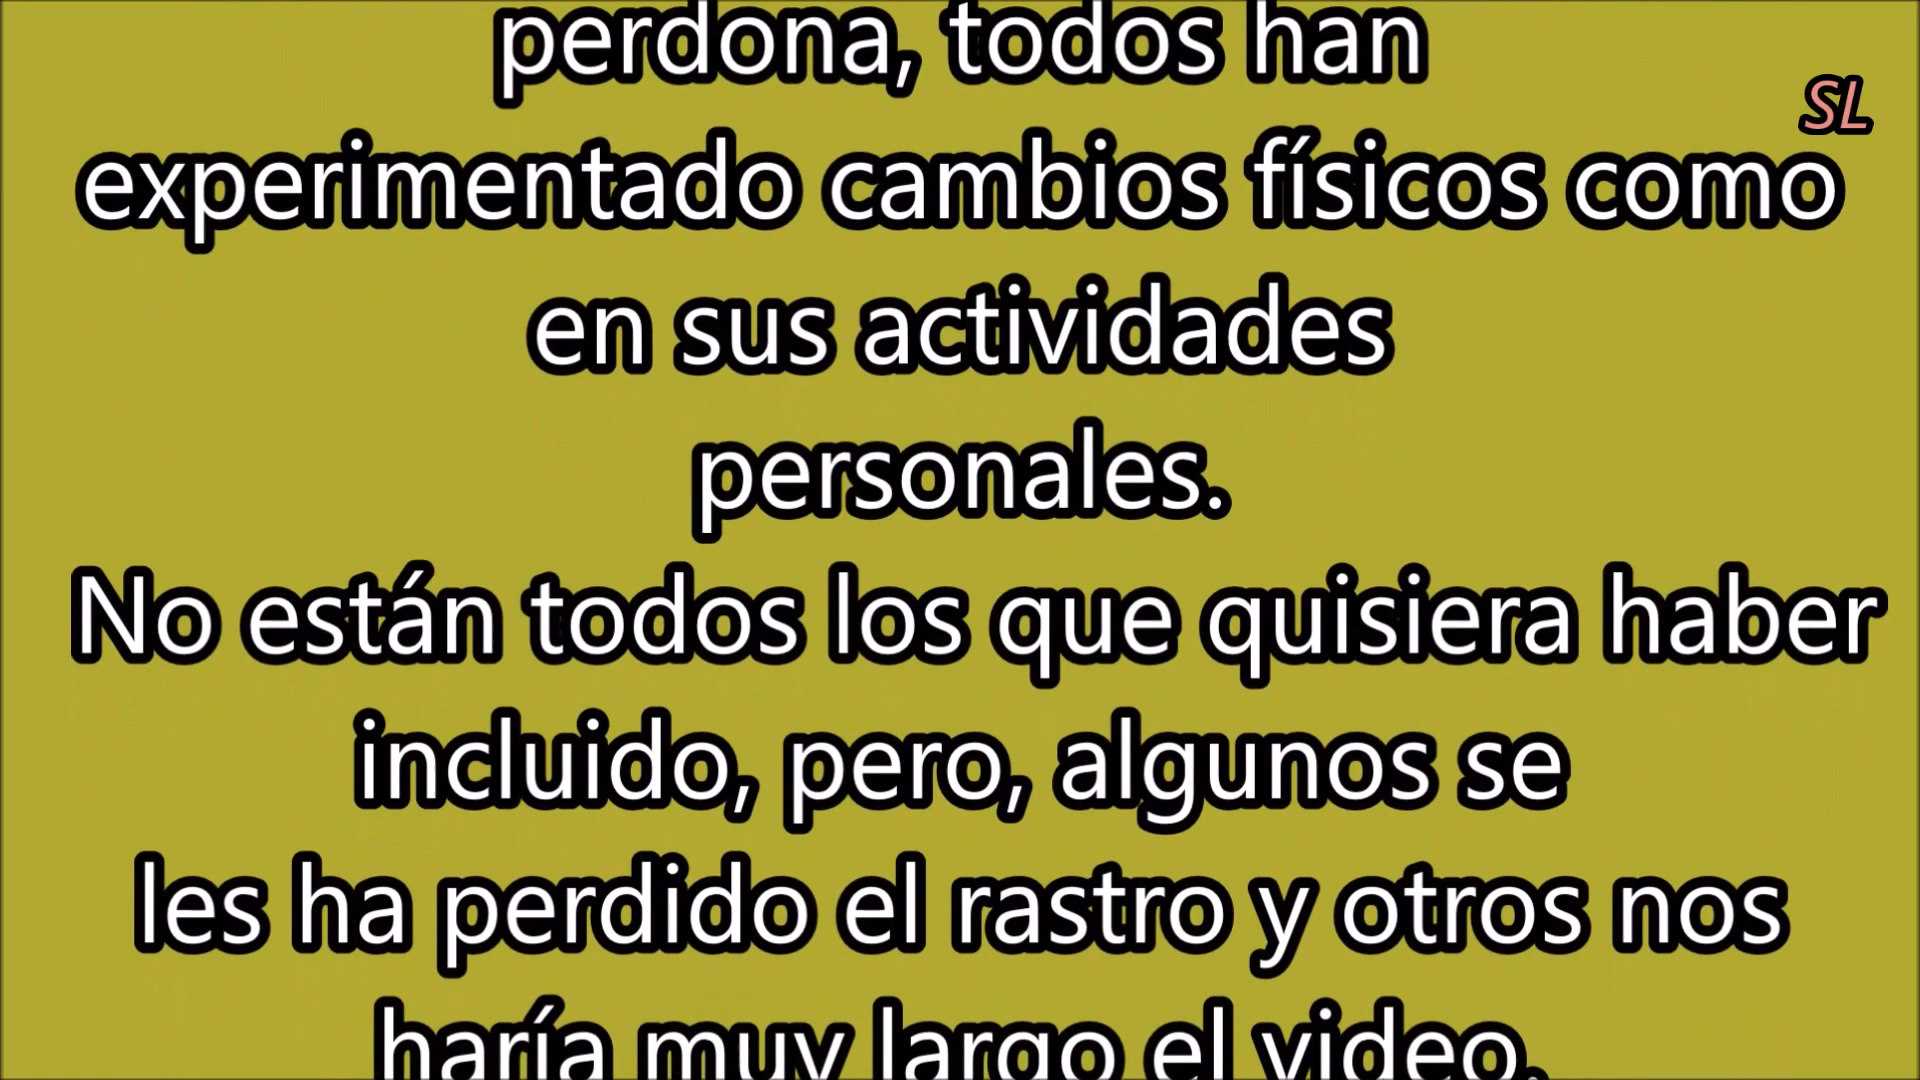 perdona, todos han
SL
experimentado cambios físicos como
en sus actividades
personales.
No están todos los que quisiera haber
incluido, pero, algunos se
les ha perdido el rastro y otros nos
haría muy largo el video.